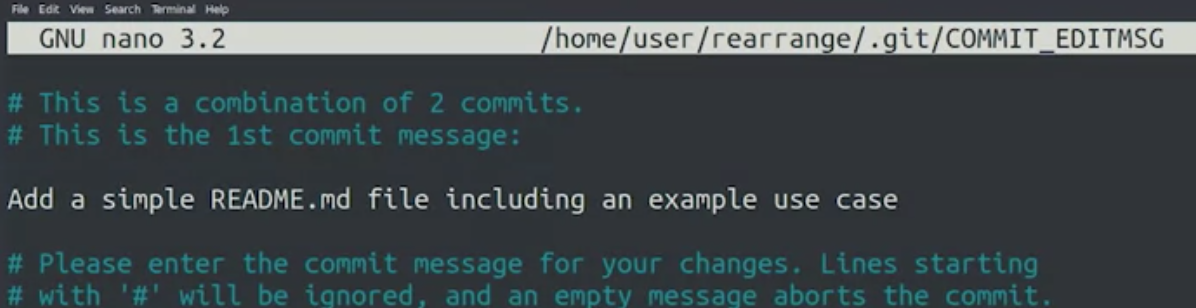 File Edit View Search Terminal Help
GNU nano 3.2 /home/user/rearrange/.git/COMMIT_EDITMSG
# This is a combination of 2 commits.
# This is the 1st commit message:
Add a simple README.md file including an example use case
# Please enter the commit message for your changes. Lines starting
# with '#' will be ignored, and an empty message aborts the commit.